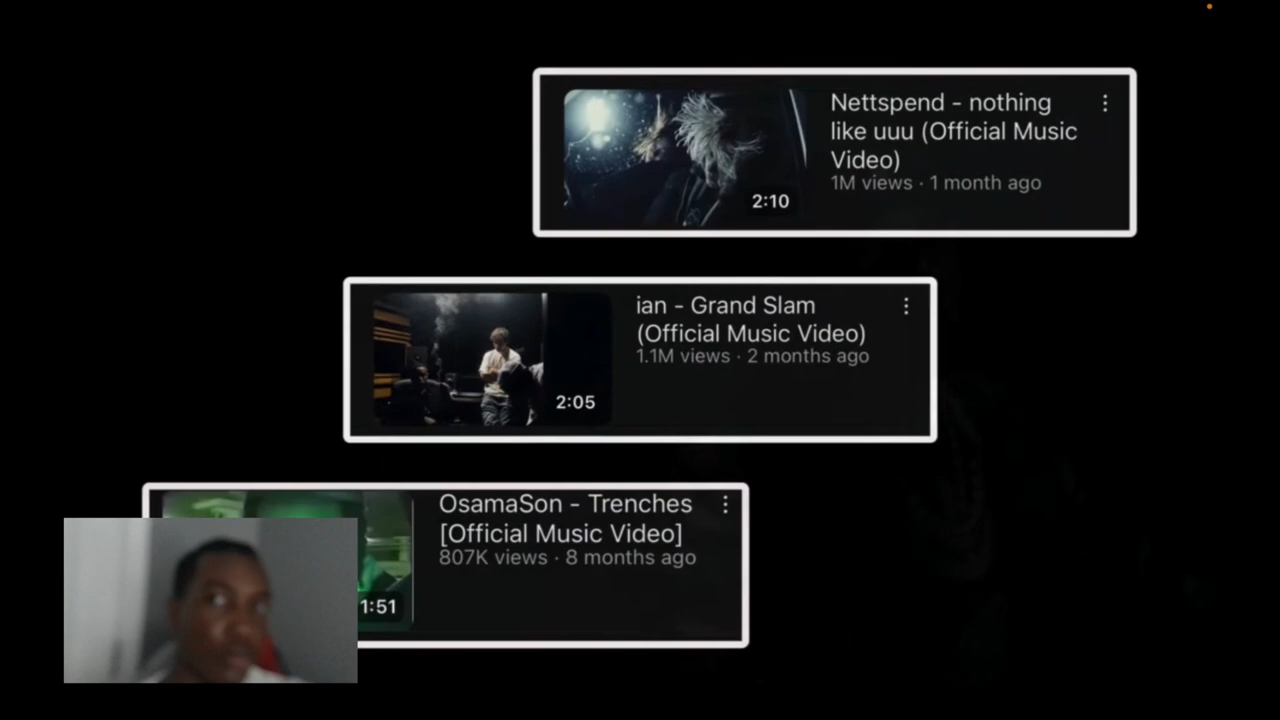 Nettspend - nothing
like uuu (Official Music
Video)
1M views · 1 month ago
2:10
ian - Grand Slam
(Official Music Video)
1.1M views · 2 months ago
2:05
OsamaSon - Trenches
[Official Music Video]
807K views · 8 months ago
1:51